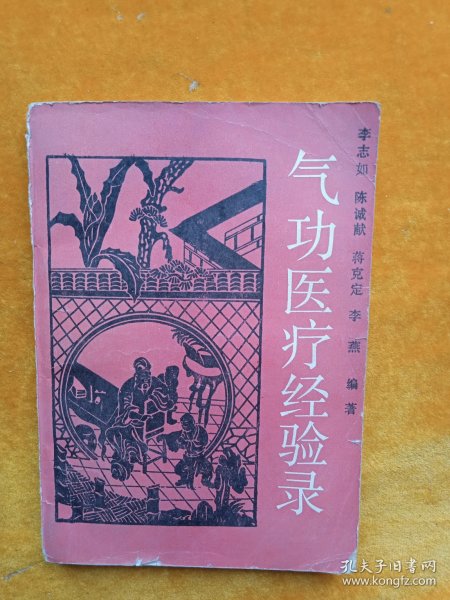 李志如 陈诚献 蒋克定 李燕 编著
气功医疗经验录
孔夫子旧书网
www.kongfz.com